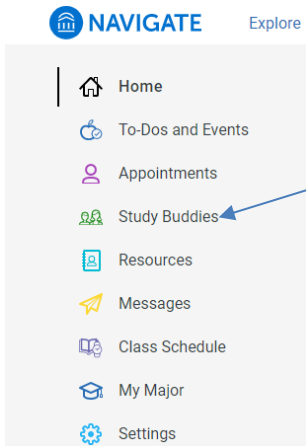 NAVIGATE Explore
Home
To-Dos and Events
Appointments
Study Buddies
Resources
Messages
Class Schedule
My Major
Settings